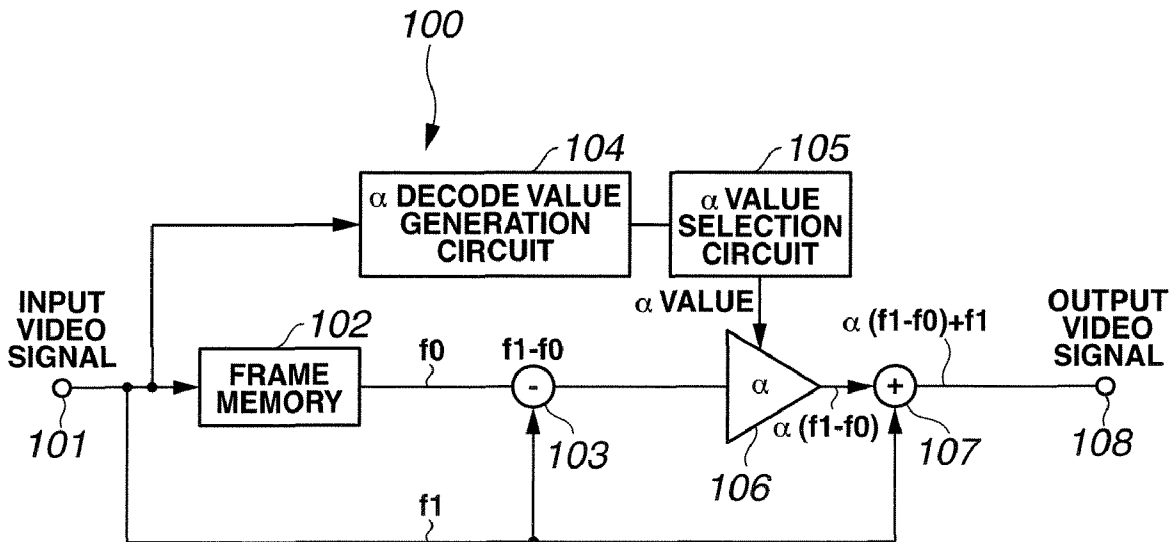 100
104
105
α DECODE VALUE
GENERATION
CIRCUIT
α VALUE
SELECTION
CIRCUIT
INPUT
VIDEO
SIGNAL
101
102
FRAME
MEMORY
f0
f1-f0
-
103
α VALUE
α
106
α (f1-f0)
α (f1-f0)+f1
+
107
OUTPUT
VIDEO
SIGNAL
108
f1